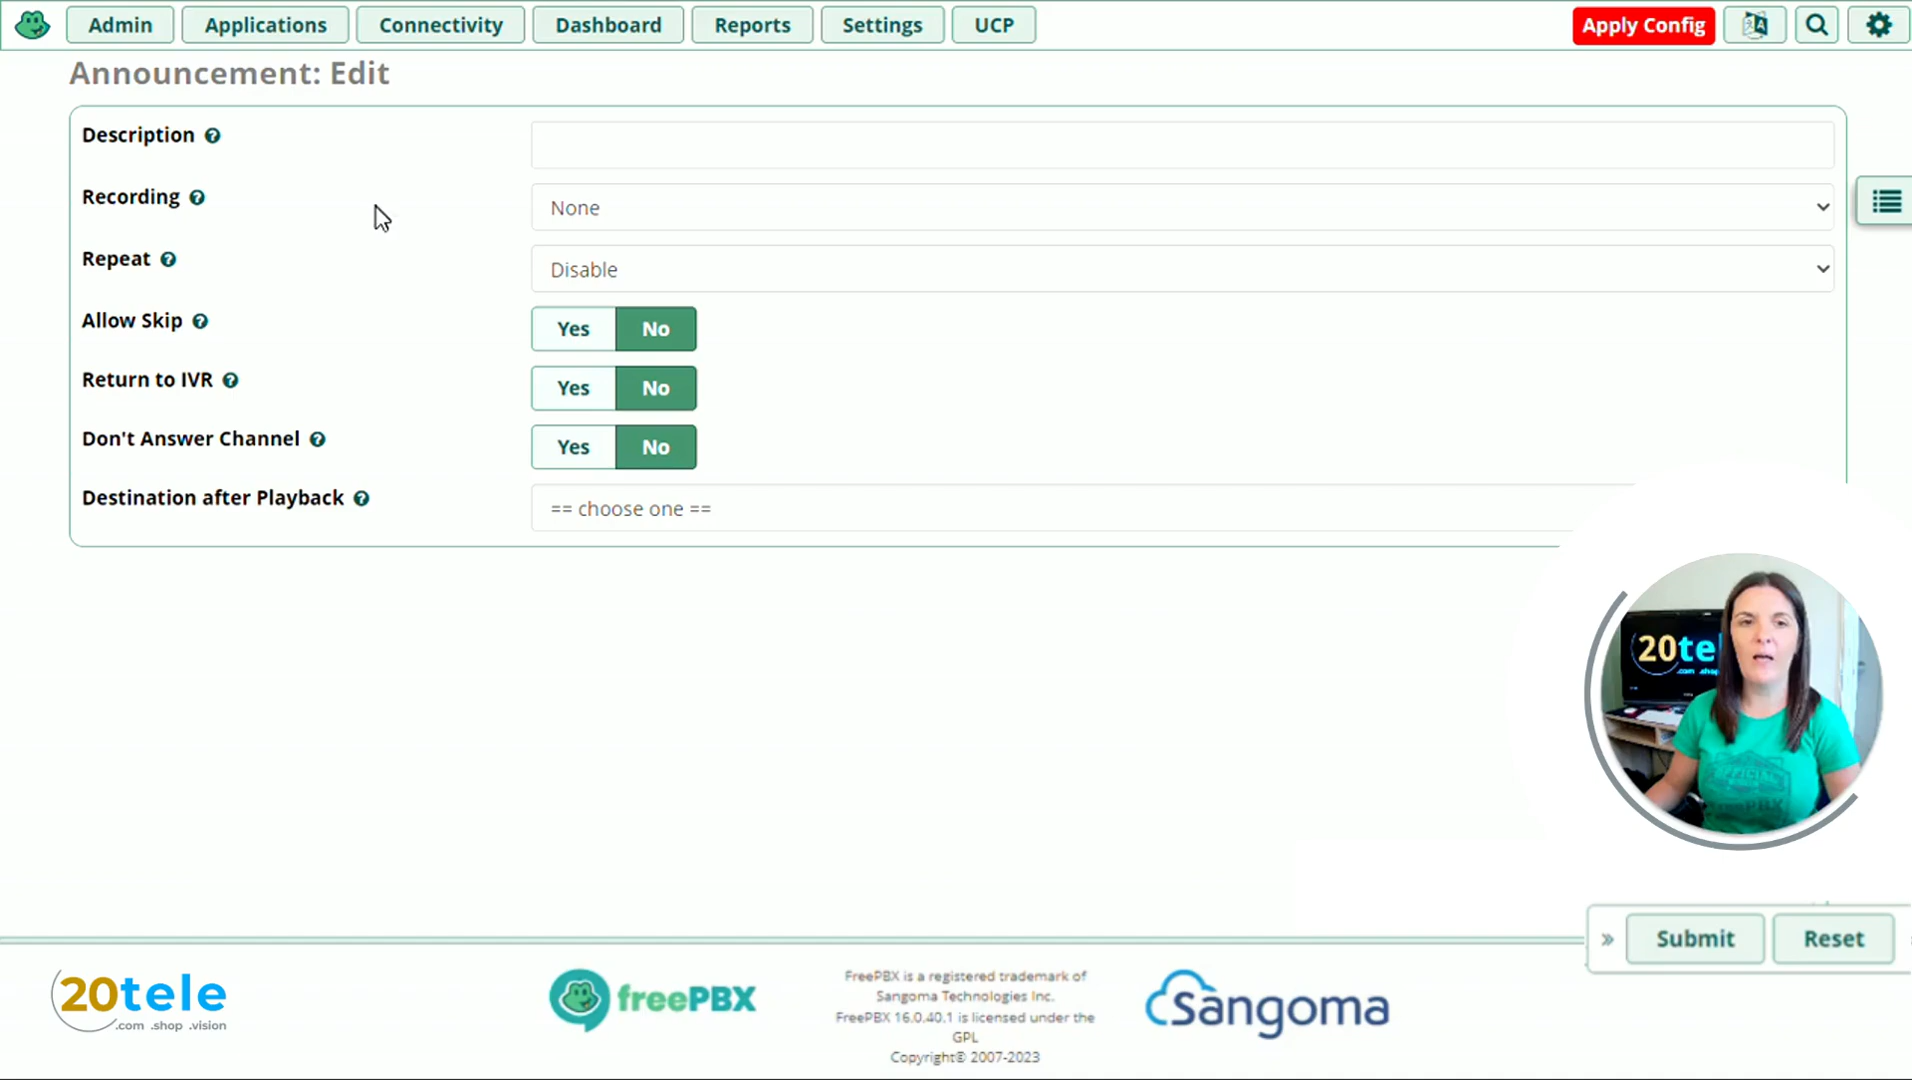 Admin
Applications
Connectivity
Dashboard
Reports
Settings
UCP
Apply Config
Announcement: Edit
Description
Recording
None
Repeat
Disable
Allow Skip
Yes
No
Return to IVR
Yes
No
Don't Answer Channel
Yes
No
Destination after Playback
== choose one ==
20te
.com .shop
» Submit Reset
20tele
.com .shop .vision
freePBX
FreePBX is a registered trademark of
Sangoma Technologies Inc.
FreePBX 16.0.40.1 is licensed under the
GPL
Copyright© 2007-2023
Sangoma